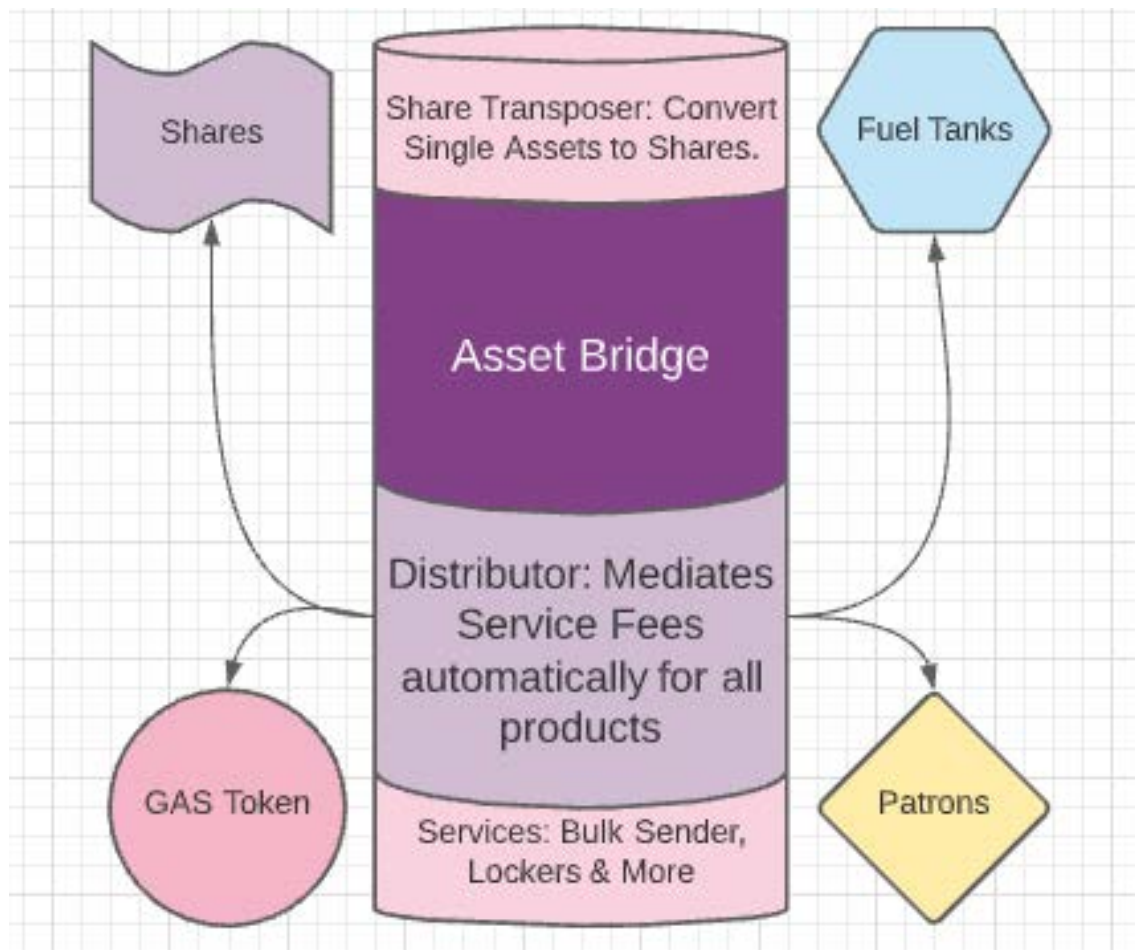 Shares
Share Transposer: Convert
Single Assets to Shares.
Fuel Tanks
Asset Bridge
Distributor: Mediates
Service Fees
automatically for all
products
GAS Token
Patrons
Services: Bulk Sender,
Lockers & More